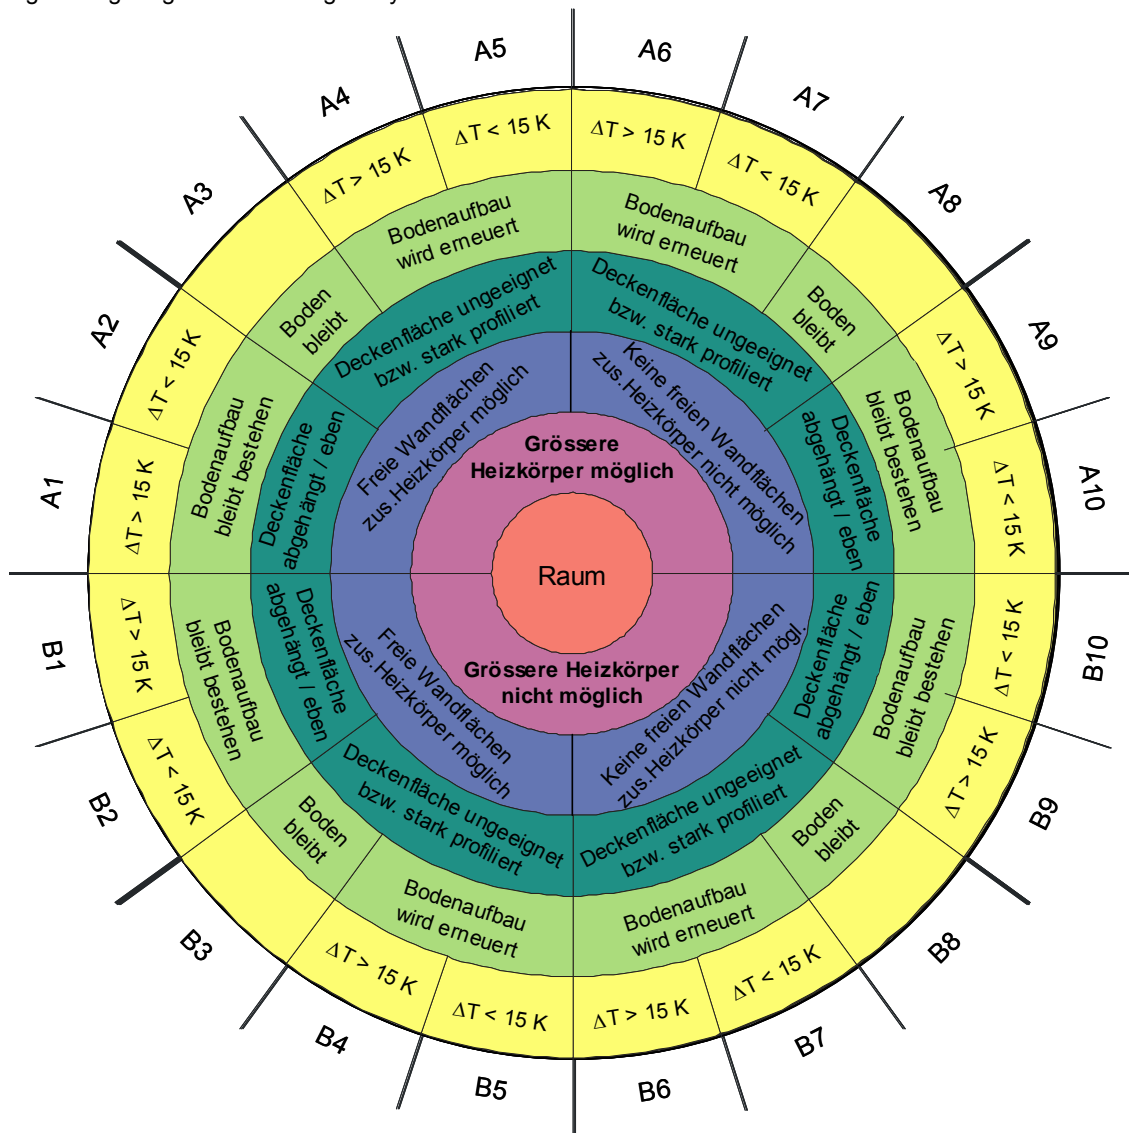 A1
A2
A3
A4
A5
A6
A7
A8
A9
A10
ΔT > 15 K
ΔT < 15 K
ΔT > 15 K
ΔT < 15 K
ΔT > 15 K
ΔT < 15 K
ΔT > 15 K
ΔT < 15 K
Bodenaufbau
bleibt bestehen
Boden
bleibt
Bodenaufbau
wird erneuert
Bodenaufbau
wird erneuert
Boden
bleibt
Bodenaufbau
bleibt bestehen
Deckenfläche
abgehängt / eben
Deckenfläche ungeeignet
bzw. stark profiliert
Deckenfläche ungeeignet
bzw. stark profiliert
Deckenfläche
abgehängt / eben
Freie Wandflächen
zus.Heizkörper möglich
Keine freien Wandflächen
zus.Heizkörper nicht möglich
Grössere
Heizkörper möglich
Raum
Grössere Heizkörper
nicht möglich
Freie Wandflächen
zus.Heizkörper möglich
Keine freien Wandflächen
zus.Heizkörper nicht mögl.
Deckenfläche
abgehängt / eben
Deckenfläche ungeeignet
bzw. stark profiliert
Deckenfläche ungeeignet
bzw. stark profiliert
Deckenfläche
abgehängt / eben
Bodenaufbau
bleibt bestehen
Boden
bleibt
Bodenaufbau
wird erneuert
Bodenaufbau
wird erneuert
Boden
bleibt
Bodenaufbau
bleibt bestehen
ΔT > 15 K
ΔT < 15 K
ΔT > 15 K
ΔT < 15 K
ΔT > 15 K
ΔT < 15 K
ΔT > 15 K
ΔT < 15 K
B1
B2
B3
B4
B5
B6
B7
B8
B9
B10